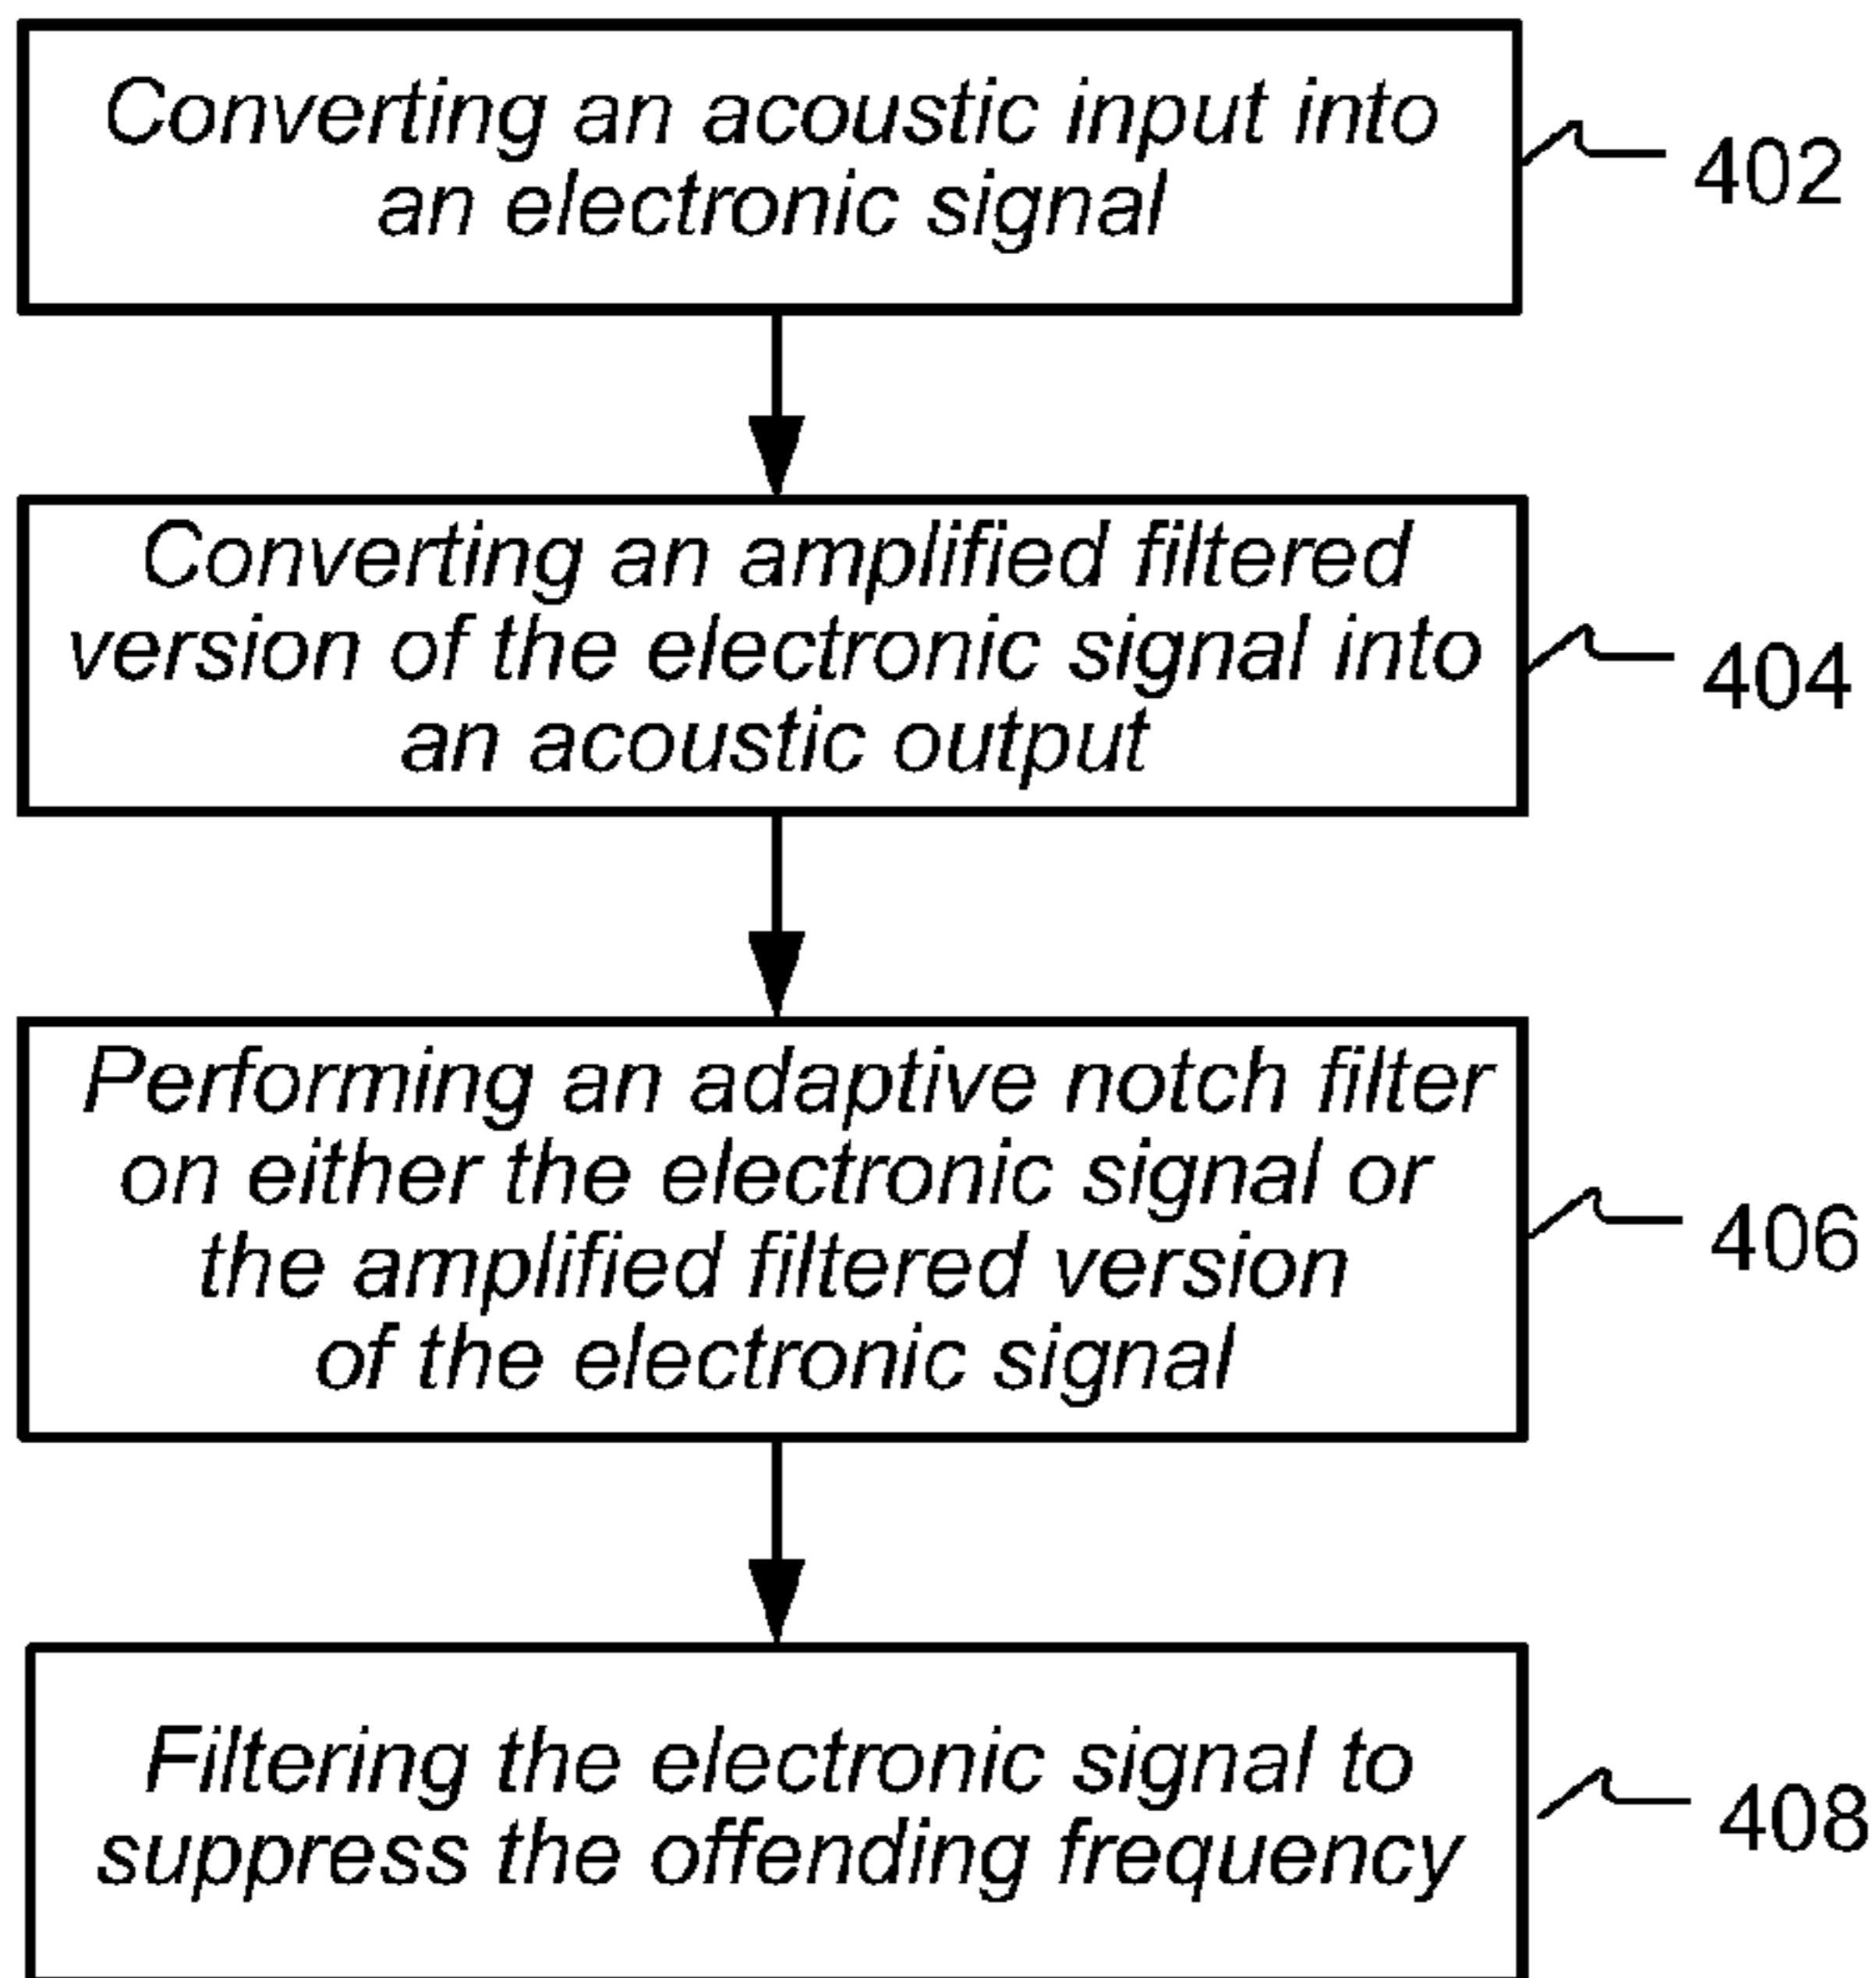 Converting an acoustic input into
an electronic signal
402
Converting an amplified filtered
version of the electronic signal into
an acoustic output
404
Performing an adaptive notch filter
on either the electronic signal or
the amplified filtered version
of the electronic signal
406
Filtering the electronic signal to
suppress the offending frequency
408